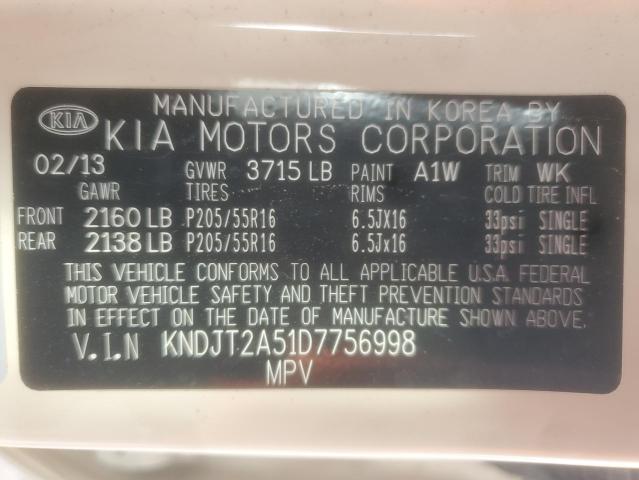 MANUFACTURED IN KOREA BY
KIA KIA MOTORS CORPORATION
02/13 GVWR 3715 LB PAINT A1W TRIM WK
GAWR TIRES RIMS COLD TIRE INFL
FRONT 2160 LB P205/55R16 6.5JX16 33psi SINGLE
REAR 2138 LB P205/55R16 6.5Jx16 33psi SINGLE
THIS VEHICLE CONFORMS TO ALL APPLICABLE U.S.A. FEDERAL
MOTOR VEHICLE SAFETY AND THEFT PREVENTION STANDARDS
IN EFFECT ON THE DATE OF MANUFACTURE SHOWN ABOVE.
V.I.N KNDJT2A51D7756998
MPV